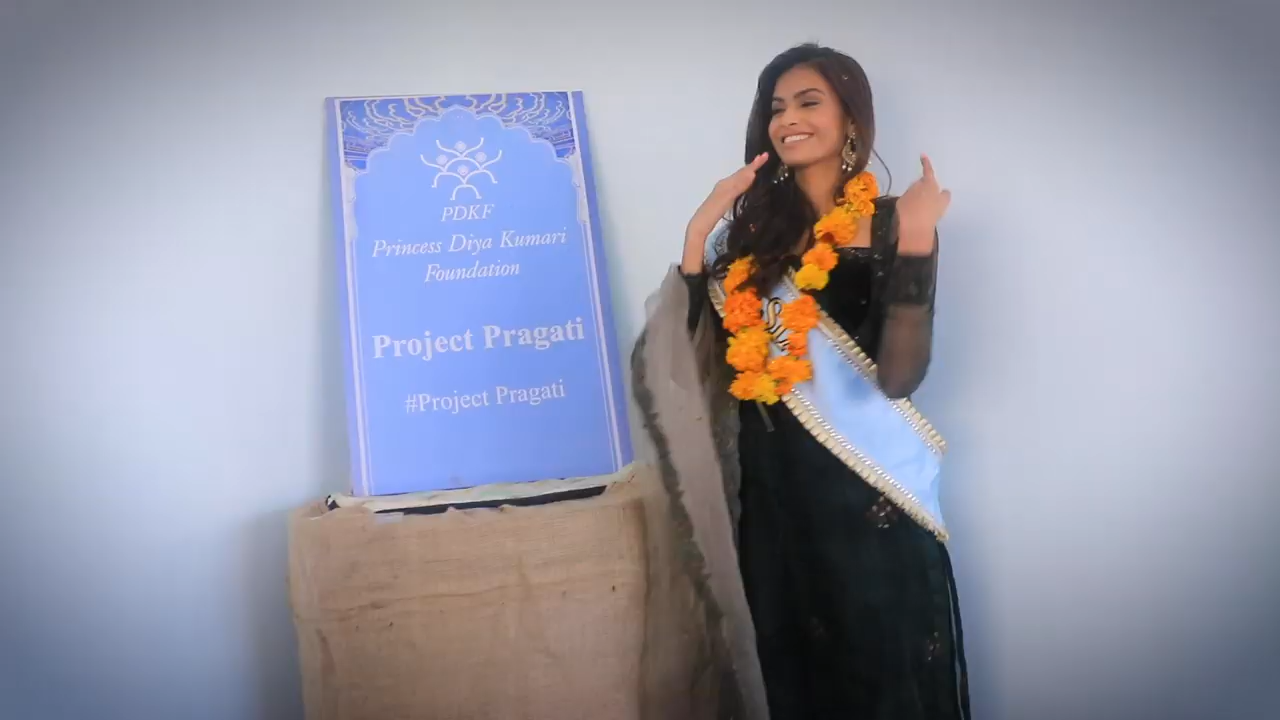 PDKF
Princess Diya Kumari
Foundation
Project Pragati
#Project Pragati